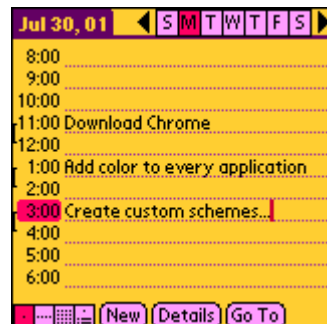 Jul 30, 01 S M T W T F S
8:00
9:00
10:00
11:00 Download Chrome
12:00
1:00 Add color to every application
2:00
3:00 Create custom schemes...
4:00
5:00
6:00
New Details Go To